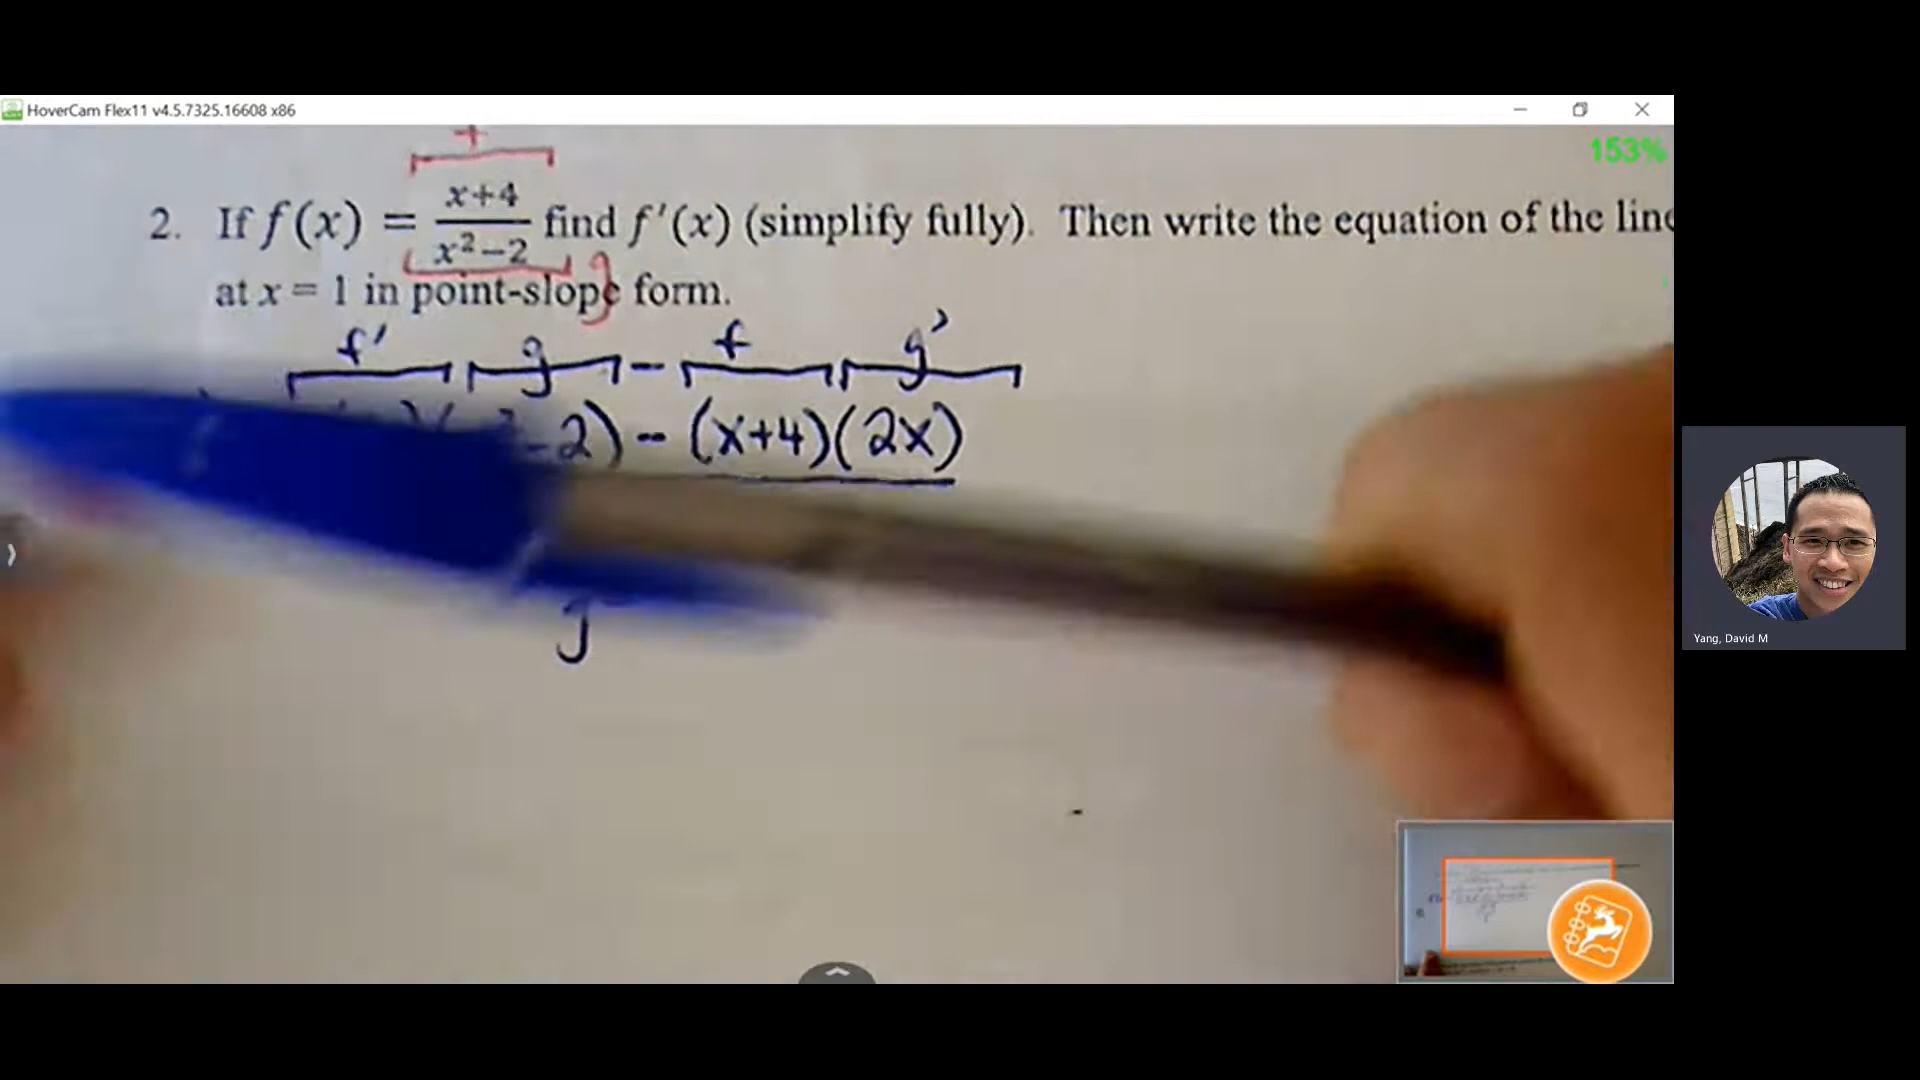 HoverCam Flex11 v4.5.7325.16608 x86
153%
f
2. If f(x) = x+4 / x²-2 find f'(x) (simplify fully). Then write the equation of the line
g
at x = 1 in point-slope form.
f' g - f g'
-2) - (x+4)(2x)
g
Yang, David M